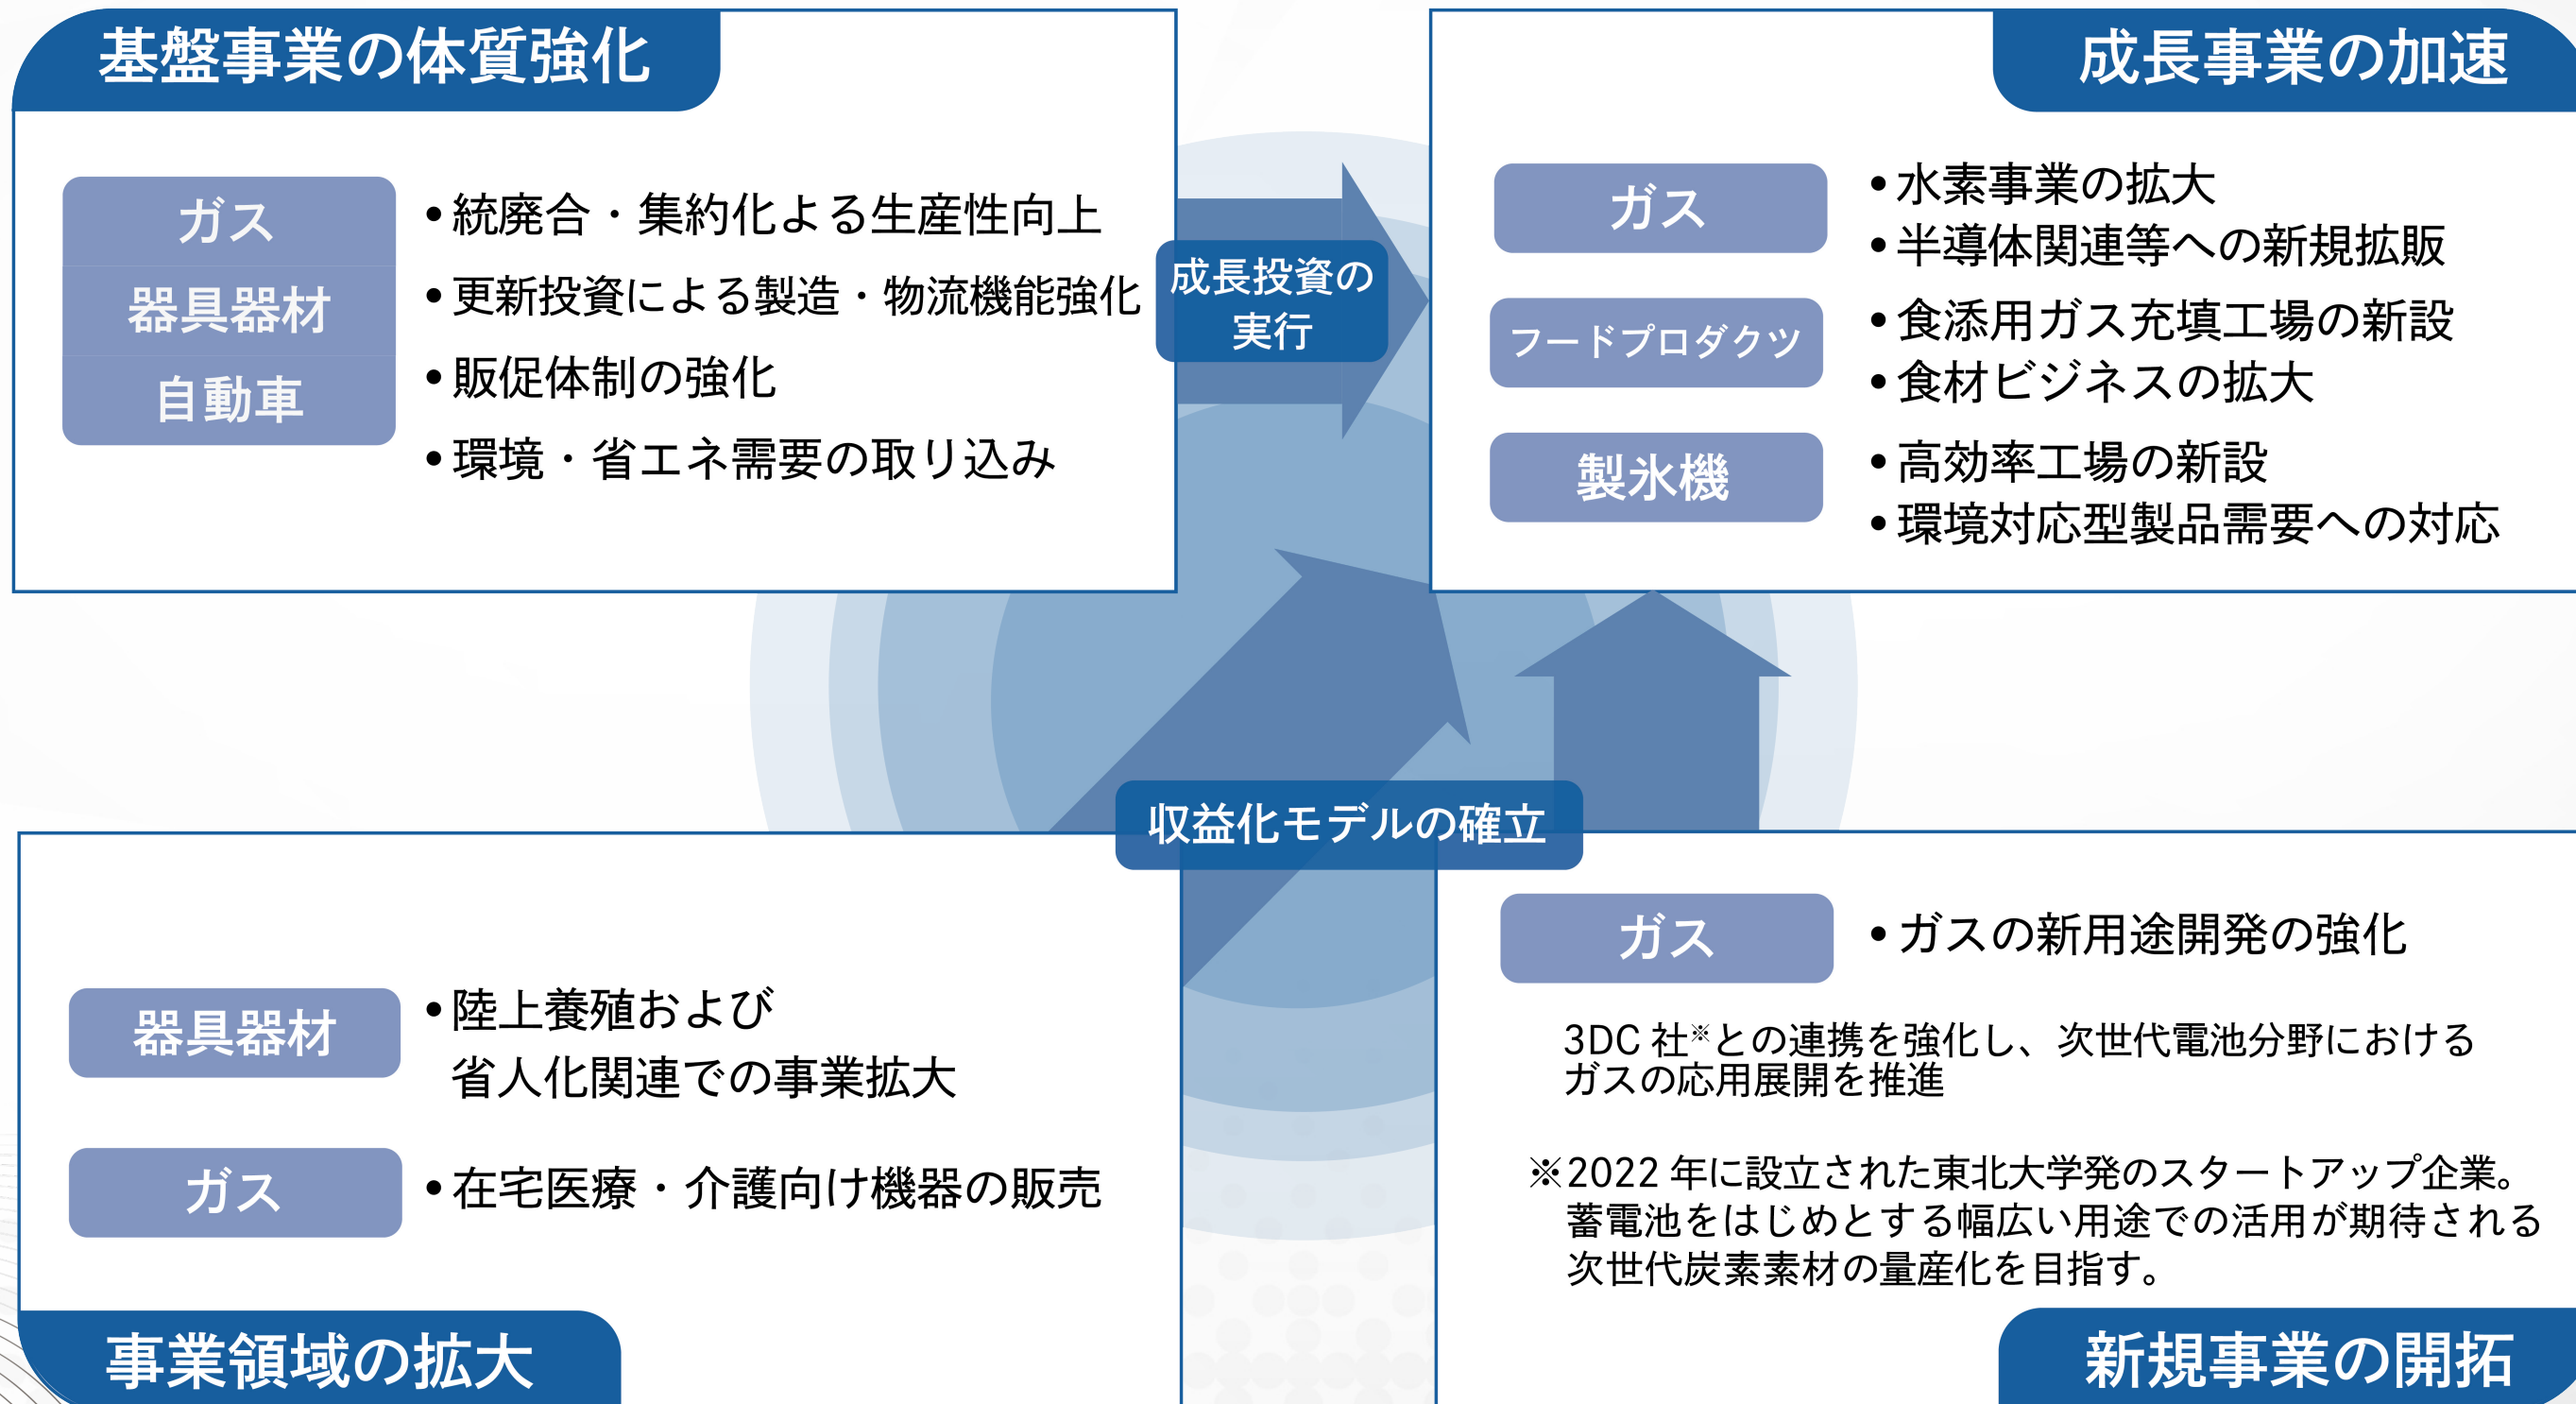 基盤事業の体質強化
ガス
器具器材
自動車
•統廃合・集約化よる生産性向上
•更新投資による製造・物流機能強化
•販促体制の強化
•環境・省エネ需要の取り込み
成長投資の
実行
成長事業の加速
ガス
•水素事業の拡大
•半導体関連等への新規拡販
フードプロダクツ
•食添用ガス充填工場の新設
•食材ビジネスの拡大
製氷機
•高効率工場の新設
•環境対応型製品需要への対応
収益化モデルの確立
器具器材
•陸上養殖および
省人化関連での事業拡大
ガス
•在宅医療・介護向け機器の販売
事業領域の拡大
ガス
•ガスの新用途開発の強化
3DC 社※との連携を強化し、次世代電池分野における
ガスの応用展開を推進
※2022 年に設立された東北大学発のスタートアップ企業。
蓄電池をはじめとする幅広い用途での活用が期待される
次世代炭素素材の量産化を目指す。
新規事業の開拓